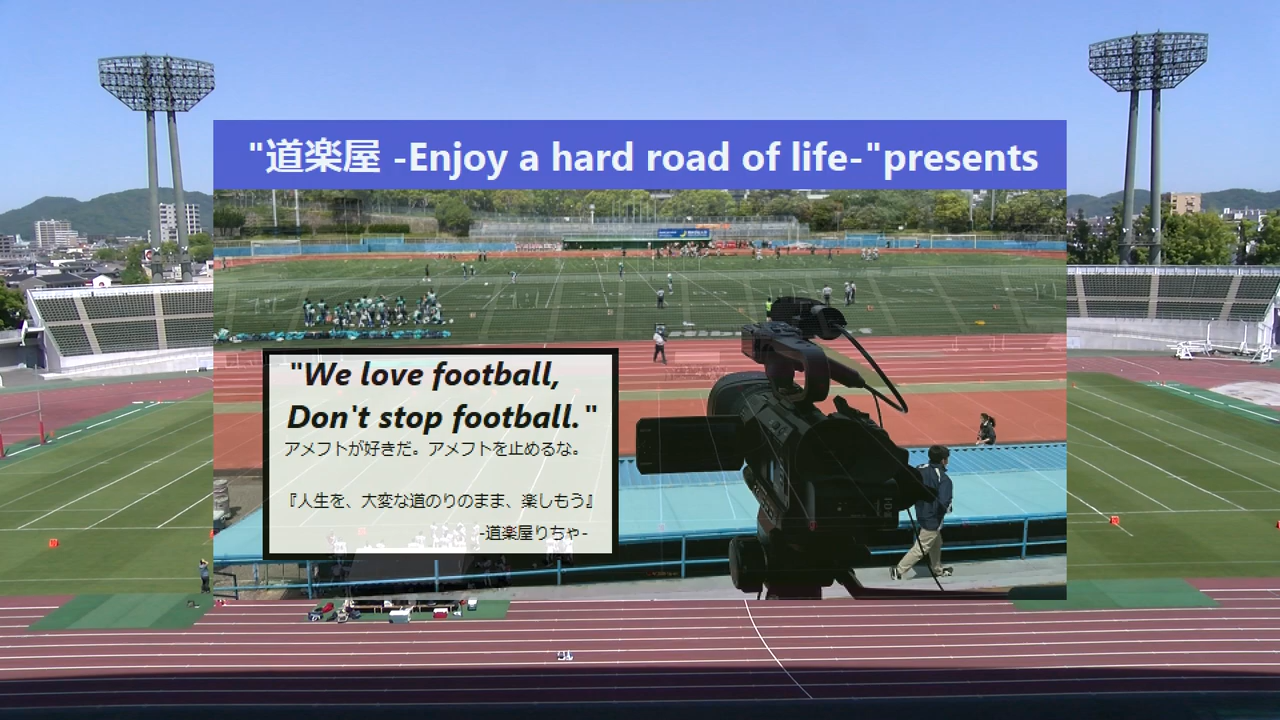 "道楽屋 -Enjoy a hard road of life-"presents
"We love football,
Don't stop football."
アメフトが好きだ。アメフトを止めるな。
『人生を、大変な道のりのまま、楽しもう』
-道楽屋りちゃ-